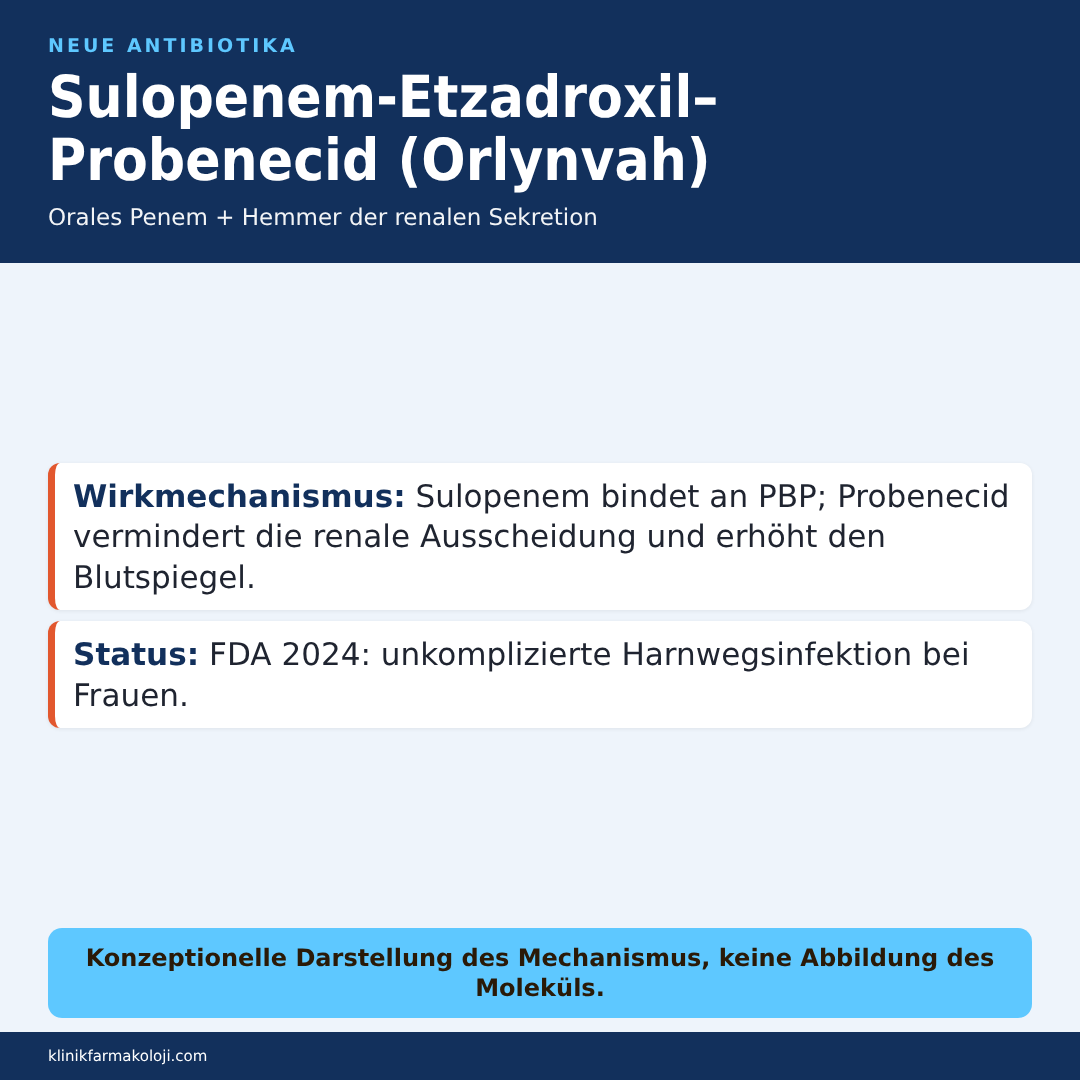 NEUE ANTIBIOTIKA
Sulopenem-Etzadroxil–
Probenecid (Orlynvah)
Orales Penem + Hemmer der renalen Sekretion
Wirkmechanismus: Sulopenem bindet an PBP; Probenecid
vermindert die renale Ausscheidung und erhöht den
Blutspiegel.
Status: FDA 2024: unkomplizierte Harnwegsinfektion bei
Frauen.
Konzeptionelle Darstellung des Mechanismus, keine Abbildung des
Moleküls.
klinikfarmakoloji.com